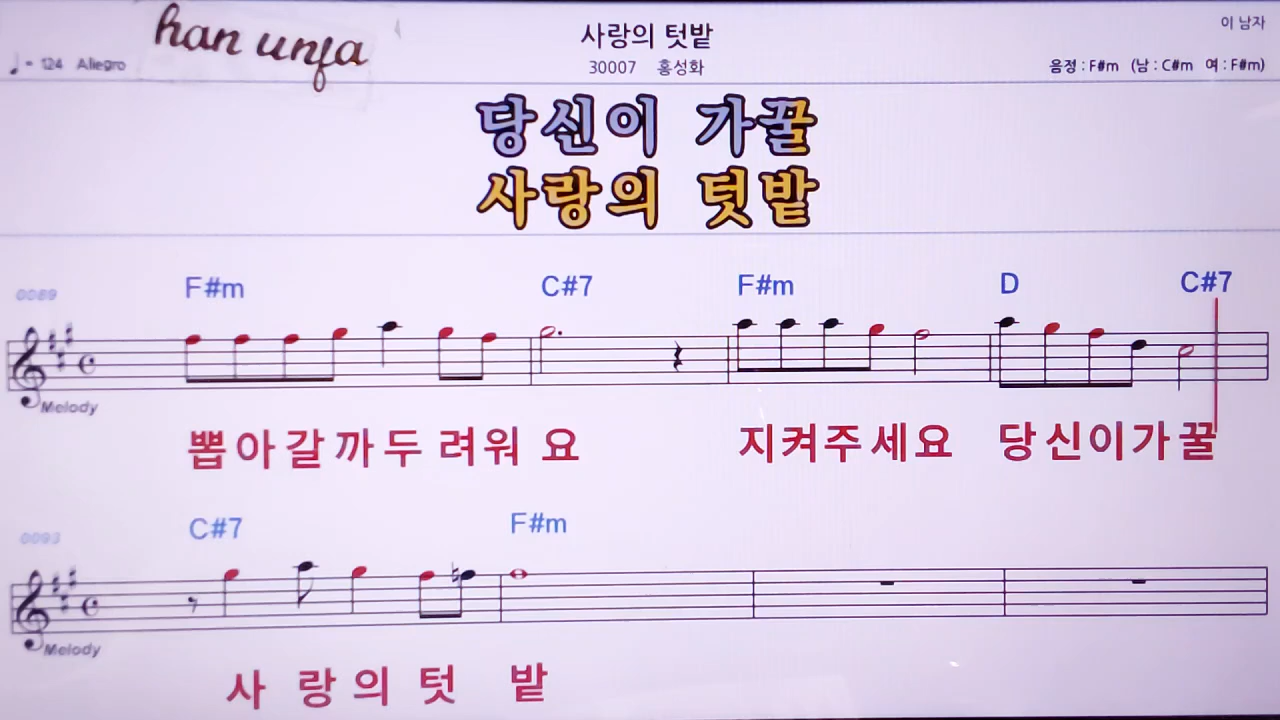 han unfa
사랑의 텃밭
이 남자
♩= 124 Allegro
30007 홍성화
음정 : F#m (남 : C#m 여 : F#m)
당신이 가꿀
사랑의 텃밭
0089 F#m C#7 F#m D C#7
Melody
뽑아갈까두려워요 지켜주세요 당신이가꿀
0093 C#7 F#m
Melody
사랑의텃밭